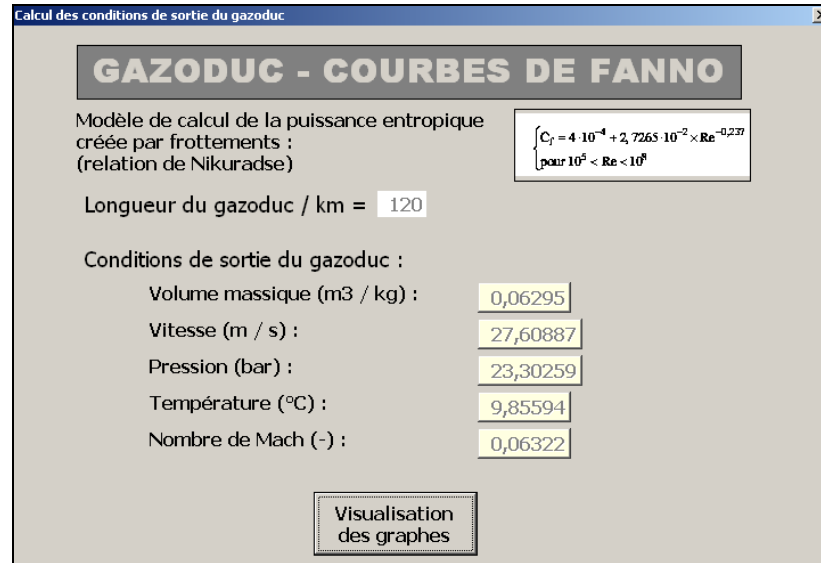 Calcul des conditions de sortie du gazoduc
GAZODUC - COURBES DE FANNO
Modèle de calcul de la puissance entropique
créée par frottements :
(relation de Nikuradse)
C_f = 4·10^-4 + 2,7265·10^-2 × Re^-0,237
pour 10^5 < Re < 10^8
Longueur du gazoduc / km = 120
Conditions de sortie du gazoduc :
Volume massique (m3 / kg) : 0,06295
Vitesse (m / s) : 27,60887
Pression (bar) : 23,30259
Température (°C) : 9,85594
Nombre de Mach (-) : 0,06322
Visualisation
des graphes